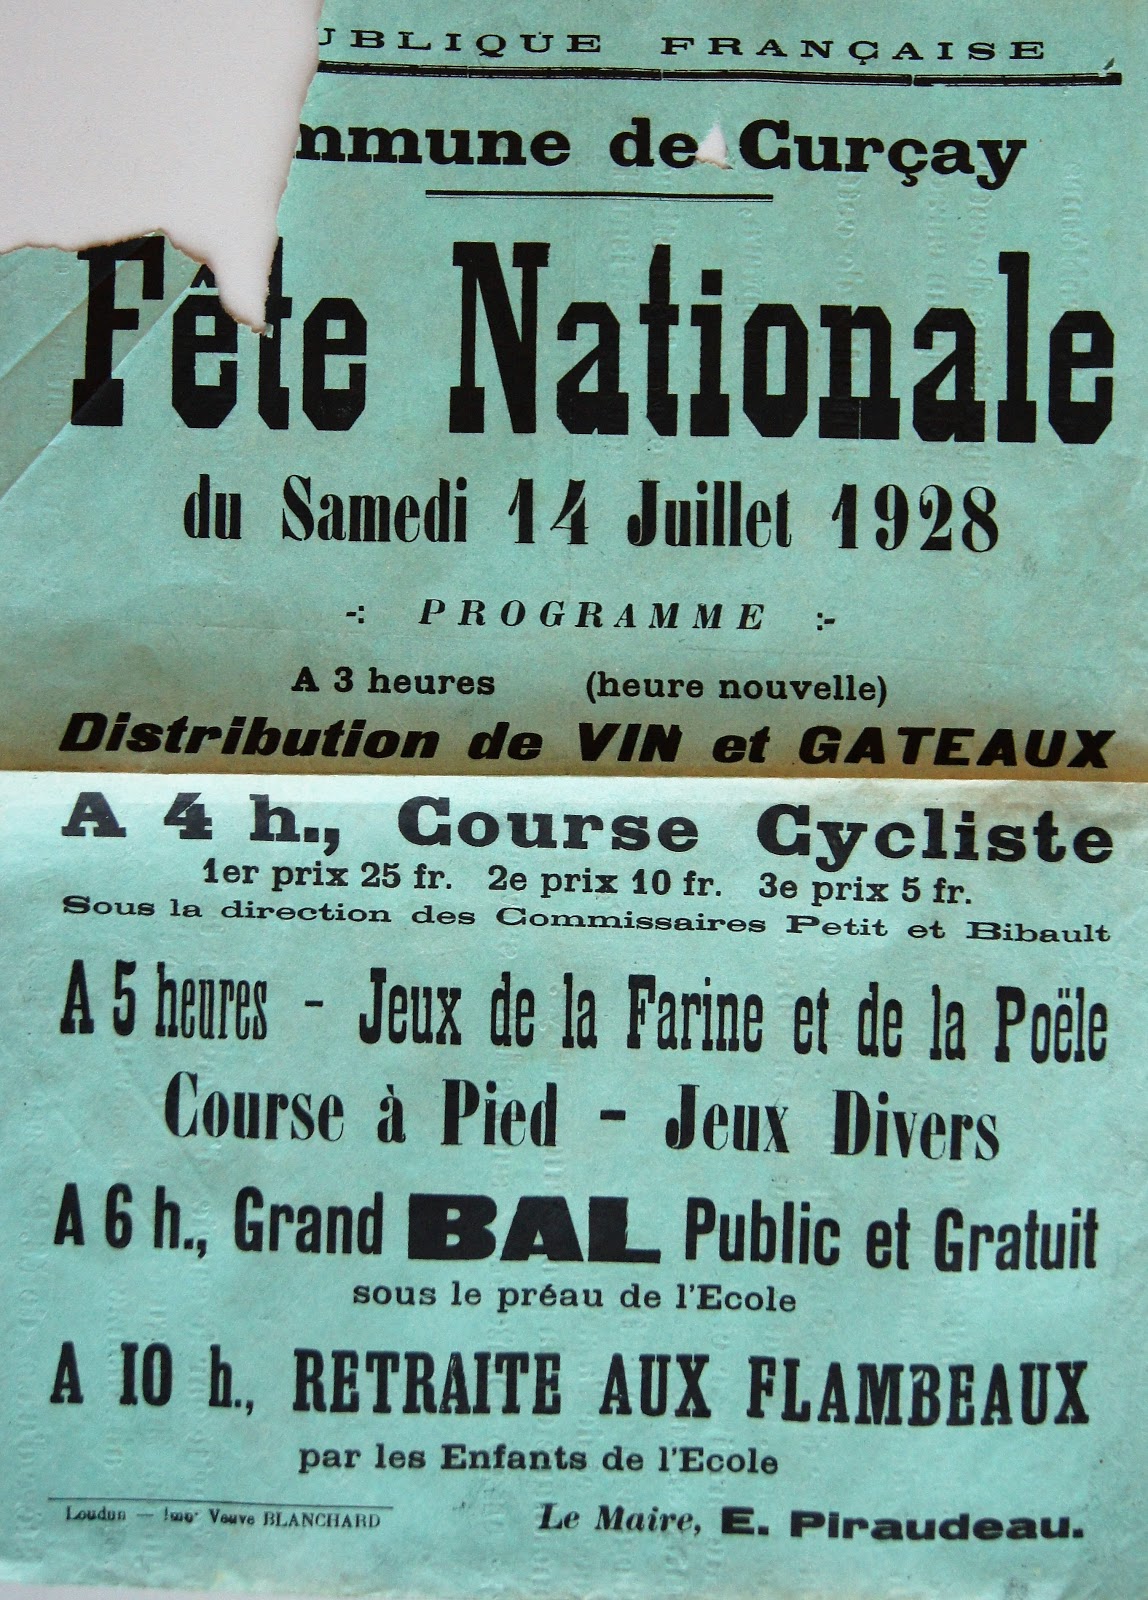 UBLIQUE FRANÇAISE
mmune de Curçay
Fête Nationale
du Samedi 14 Juillet 1928
-: PROGRAMME :-
A 3 heures (heure nouvelle)
Distribution de VIN et GATEAUX
A 4 h., Course Cycliste
1er prix 25 fr. 2e prix 10 fr. 3e prix 5 fr.
Sous la direction des Commissaires Petit et Bibault
A 5 heures - Jeux de la Farine et de la Poële
Course à Pied - Jeux Divers
A 6 h., Grand BAL Public et Gratuit
sous le préau de l'Ecole
A 10 h., RETRAITE AUX FLAMBEAUX
par les Enfants de l'Ecole
Le Maire, E. Piraudeau.
Loudun — Impr Veuve BLANCHARD